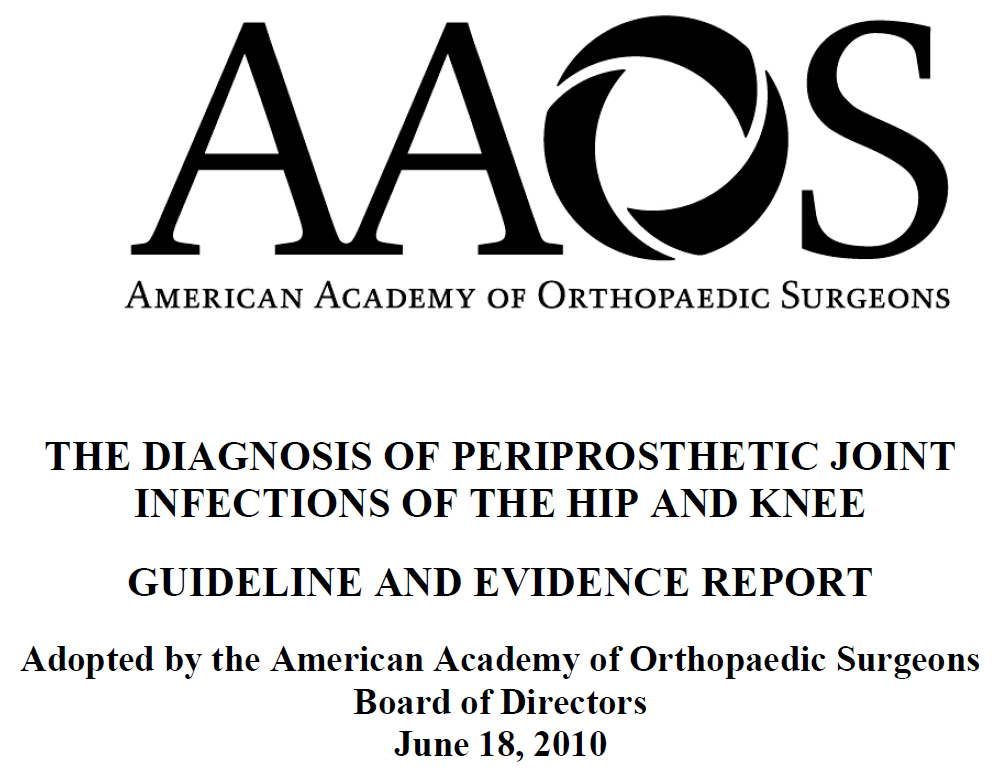 AAOS
AMERICAN ACADEMY OF ORTHOPAEDIC SURGEONS
THE DIAGNOSIS OF PERIPROSTHETIC JOINT
INFECTIONS OF THE HIP AND KNEE
GUIDELINE AND EVIDENCE REPORT
Adopted by the American Academy of Orthopaedic Surgeons
Board of Directors
June 18, 2010